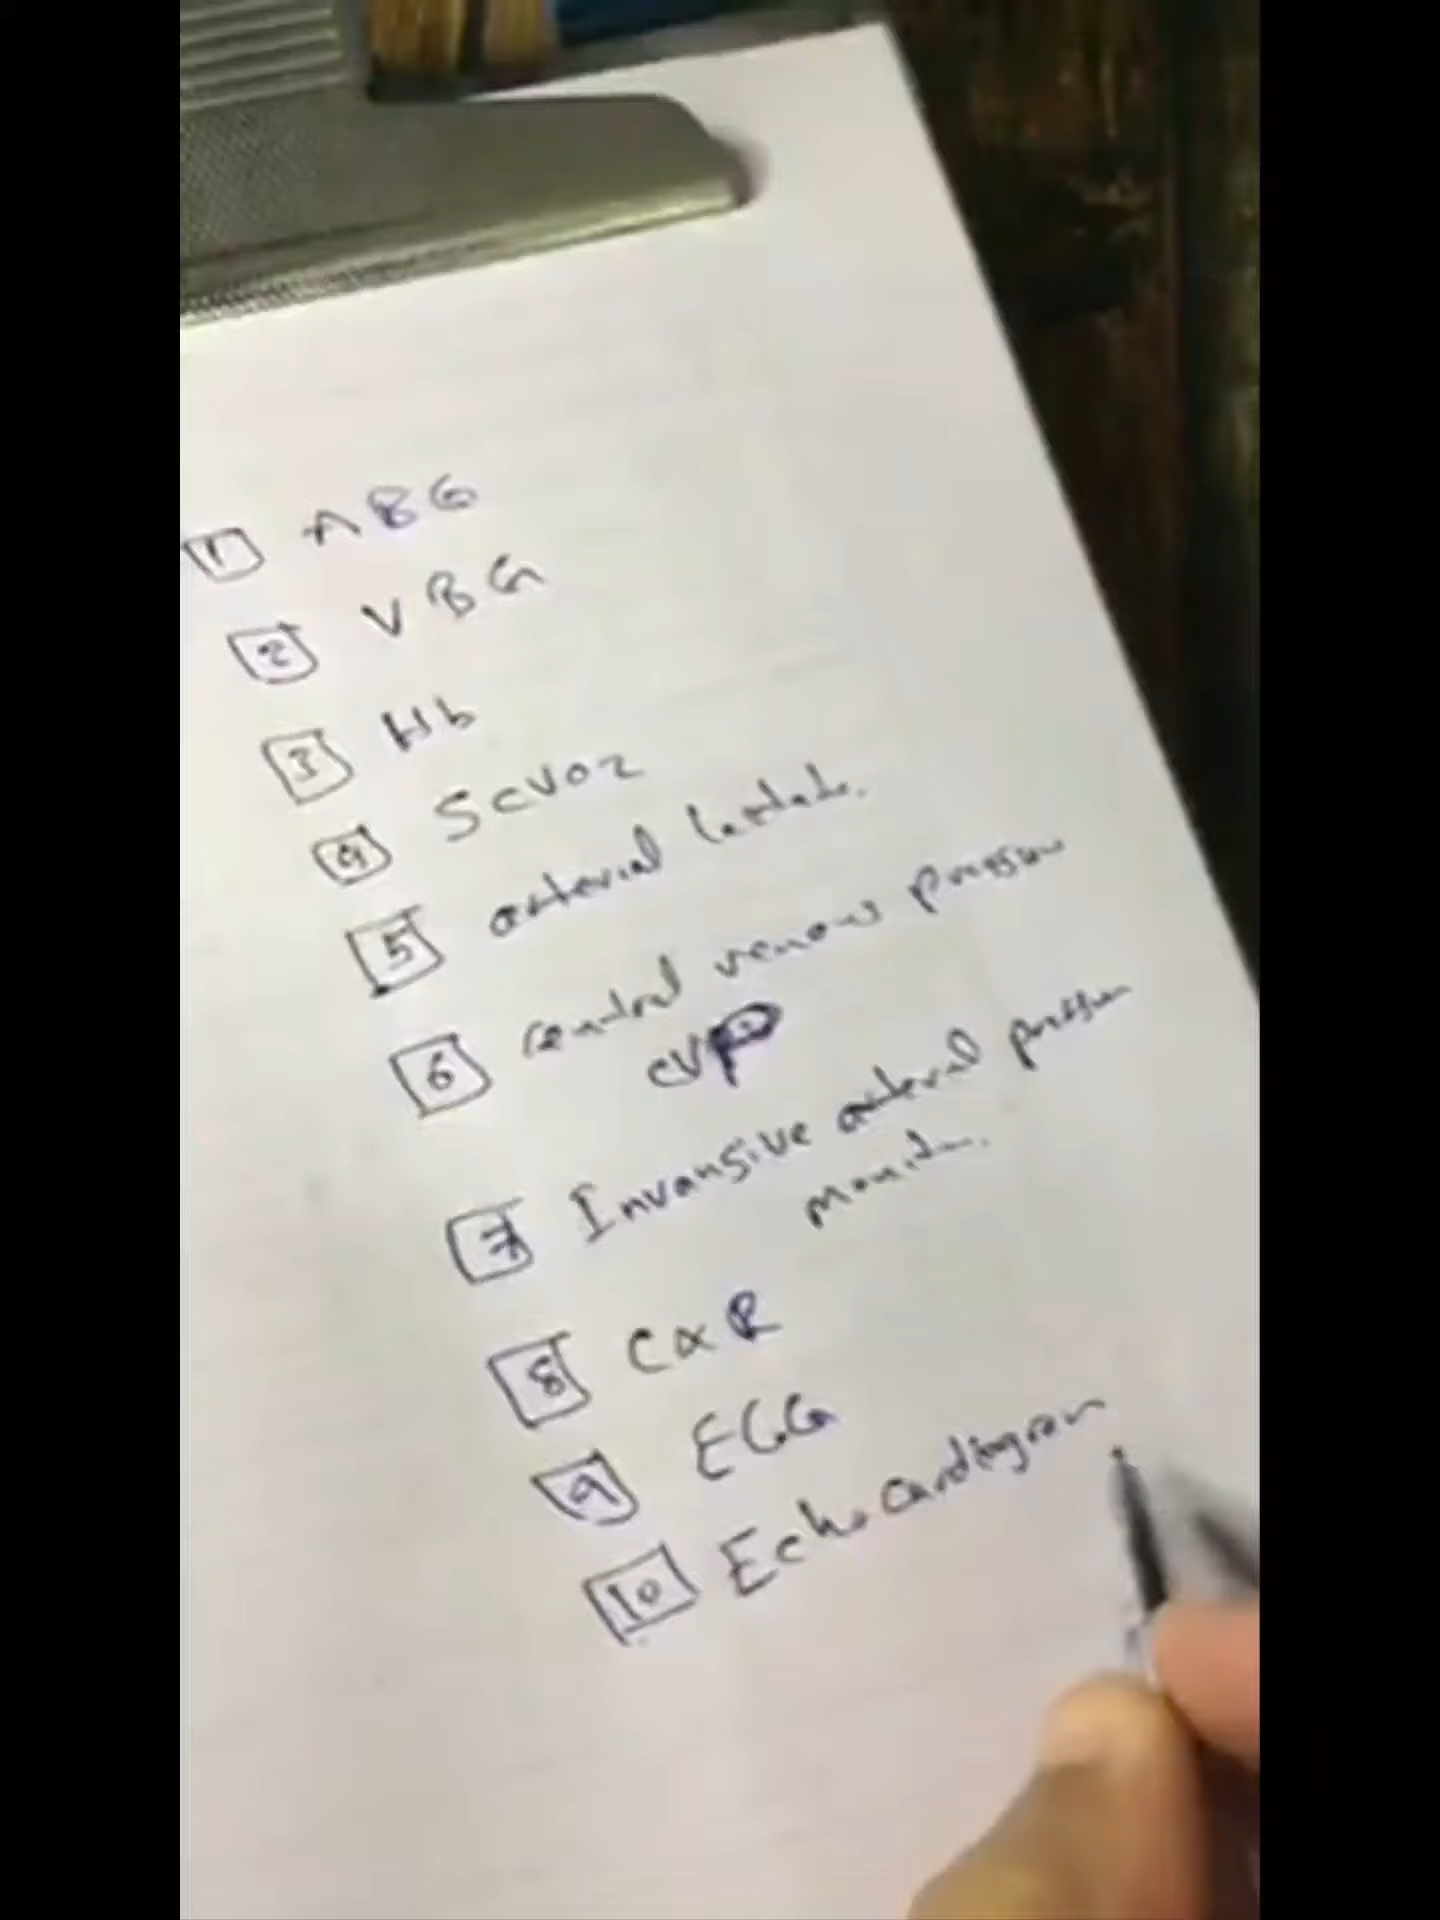 1 ABG
2 VBG
3 Hb
4 ScvO2
5 arterial lactate.
6 central venous pressure
CVP
7 Invansive arterial pressure
monitor.
8 CXR
9 ECG
10 Echocardiogram